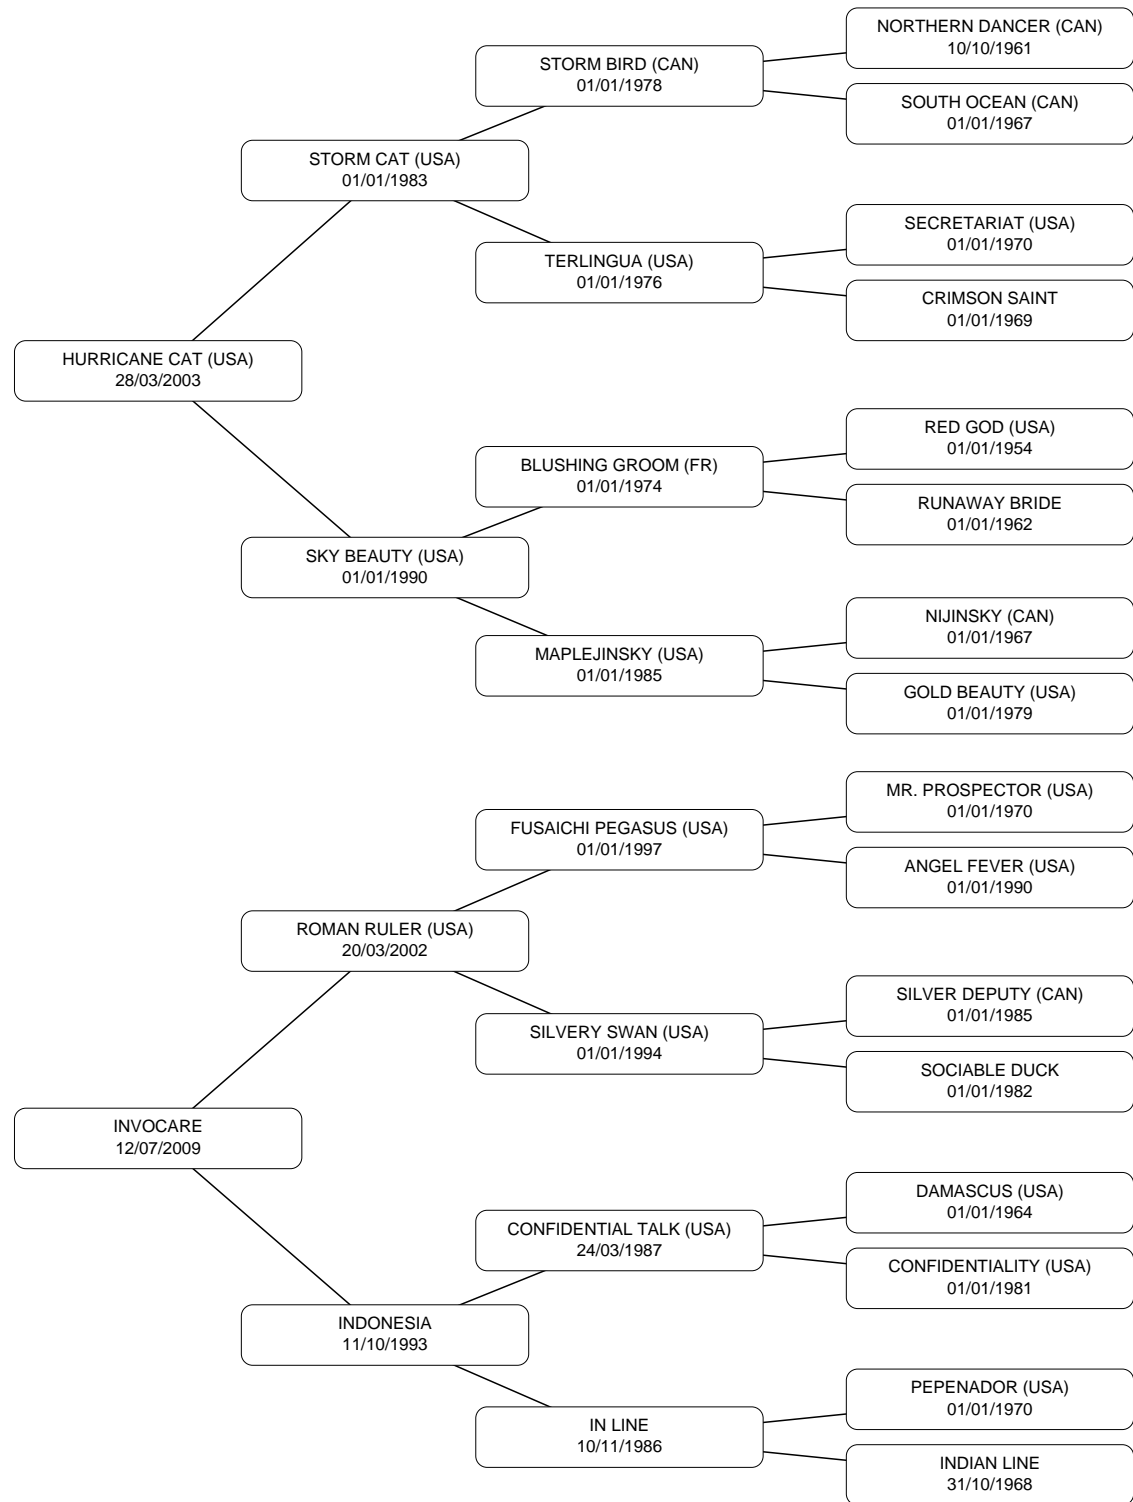 NORTHERN DANCER (CAN)
10/10/1961
STORM BIRD (CAN)
01/01/1978
SOUTH OCEAN (CAN)
01/01/1967
STORM CAT (USA)
01/01/1983
SECRETARIAT (USA)
01/01/1970
TERLINGUA (USA)
01/01/1976
CRIMSON SAINT
01/01/1969
HURRICANE CAT (USA)
28/03/2003
RED GOD (USA)
01/01/1954
BLUSHING GROOM (FR)
01/01/1974
RUNAWAY BRIDE
01/01/1962
SKY BEAUTY (USA)
01/01/1990
NIJINSKY (CAN)
01/01/1967
MAPLEJINSKY (USA)
01/01/1985
GOLD BEAUTY (USA)
01/01/1979
MR. PROSPECTOR (USA)
01/01/1970
FUSAICHI PEGASUS (USA)
01/01/1997
ANGEL FEVER (USA)
01/01/1990
ROMAN RULER (USA)
20/03/2002
SILVER DEPUTY (CAN)
01/01/1985
SILVERY SWAN (USA)
01/01/1994
SOCIABLE DUCK
01/01/1982
INVOCARE
12/07/2009
DAMASCUS (USA)
01/01/1964
CONFIDENTIAL TALK (USA)
24/03/1987
CONFIDENTIALITY (USA)
01/01/1981
INDONESIA
11/10/1993
PEPENADOR (USA)
01/01/1970
IN LINE
10/11/1986
INDIAN LINE
31/10/1968